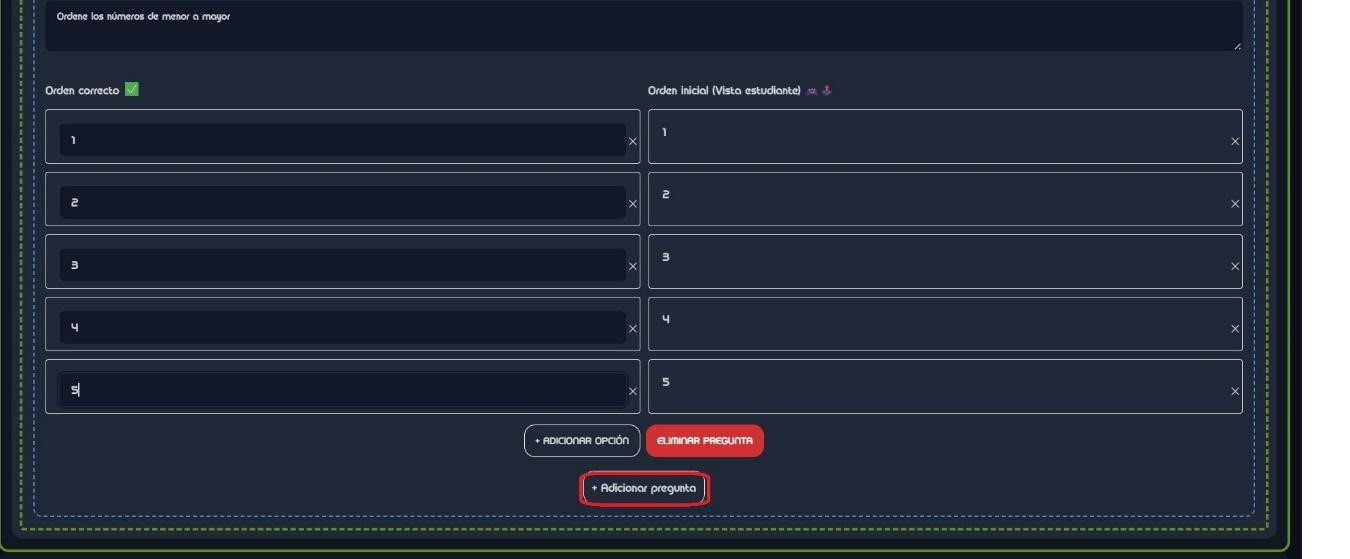 Ordene los números de menor a mayor
Orden correcto ✅
Orden inicial (Vista estudiante) 🎮 🕹️
1
1
2
2
3
3
4
4
5
5
+ ADICIONAR OPCIÓN
ELIMINAR PREGUNTA
+ Adicionar pregunta